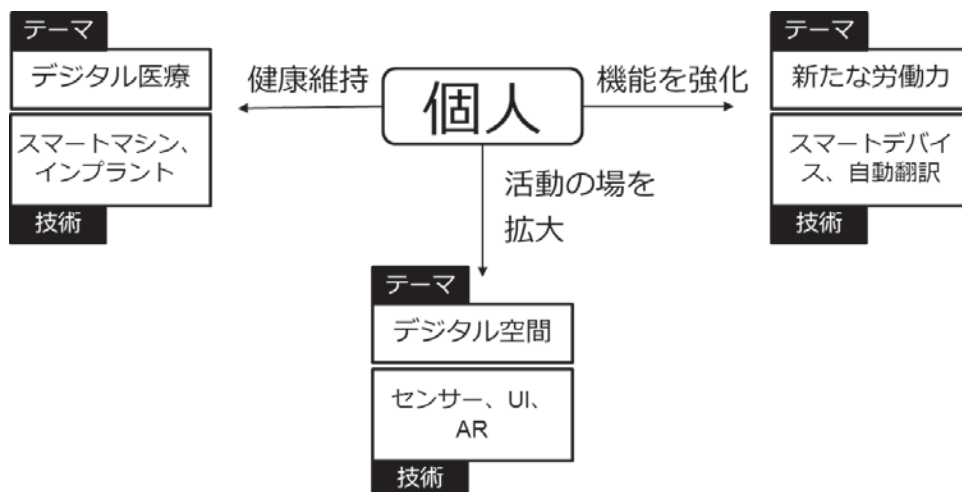 テーマ
デジタル医療
スマートマシン、
インプラント
技術
健康維持
個人
機能を強化
テーマ
新たな労働力
スマートデバイ
ス、自動翻訳
技術
活動の場を
拡大
テーマ
デジタル空間
センサー、UI、
AR
技術